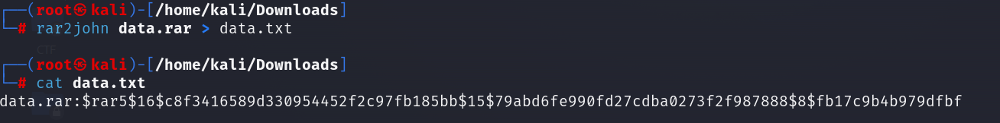 ┌──(root㉿kali)-[/home/kali/Downloads]
└─# rar2john data.rar > data.txt
CTF
┌──(root㉿kali)-[/home/kali/Downloads]
└─# cat data.txt
data.rar:$rar5$16$c8f3416589d330954452f2c97fb185bb$15$79abd6fe990fd27cdba0273f2f987888$8$fb17c9b4b979dfbf